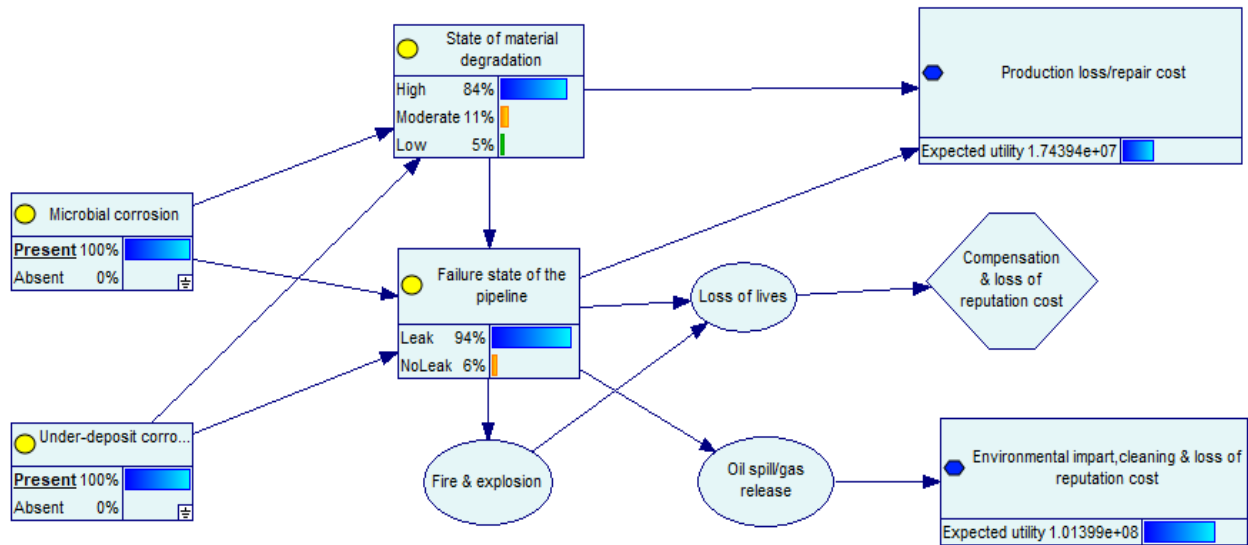 State of material
degradation
High 84%
Moderate 11%
Low 5%
Production loss/repair cost
Expected utility 1.74394e+07
Microbial corrosion
Present 100%
Absent 0%
Failure state of the
pipeline
Leak 94%
NoLeak 6%
Loss of lives
Compensation
& loss of
reputation cost
Under-deposit corro...
Present 100%
Absent 0%
Fire & explosion
Oil spill/gas
release
Environmental impart,cleaning & loss of
reputation cost
Expected utility 1.01399e+08